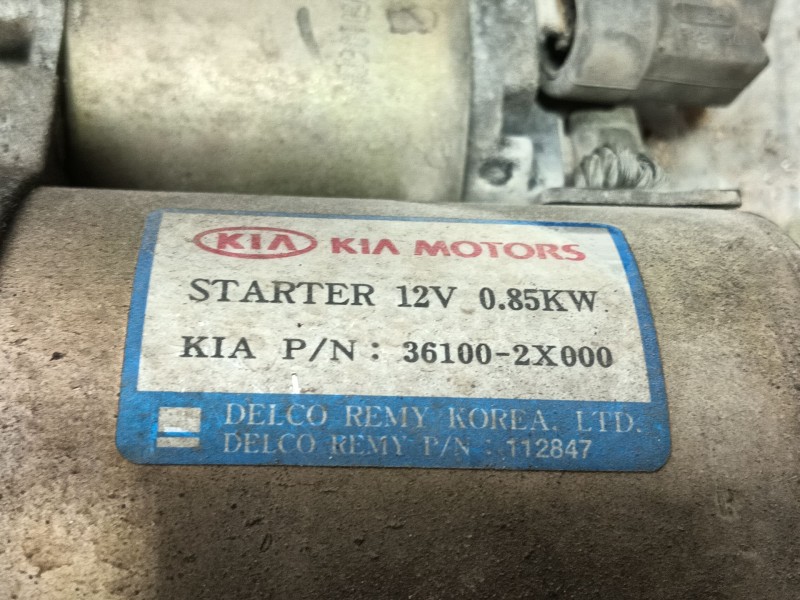 KIA KIA MOTORS
STARTER 12V 0.85KW
KIA P/N : 36100-2X000
DELCO REMY KOREA, LTD.
DELCO REMY P/N : 112847